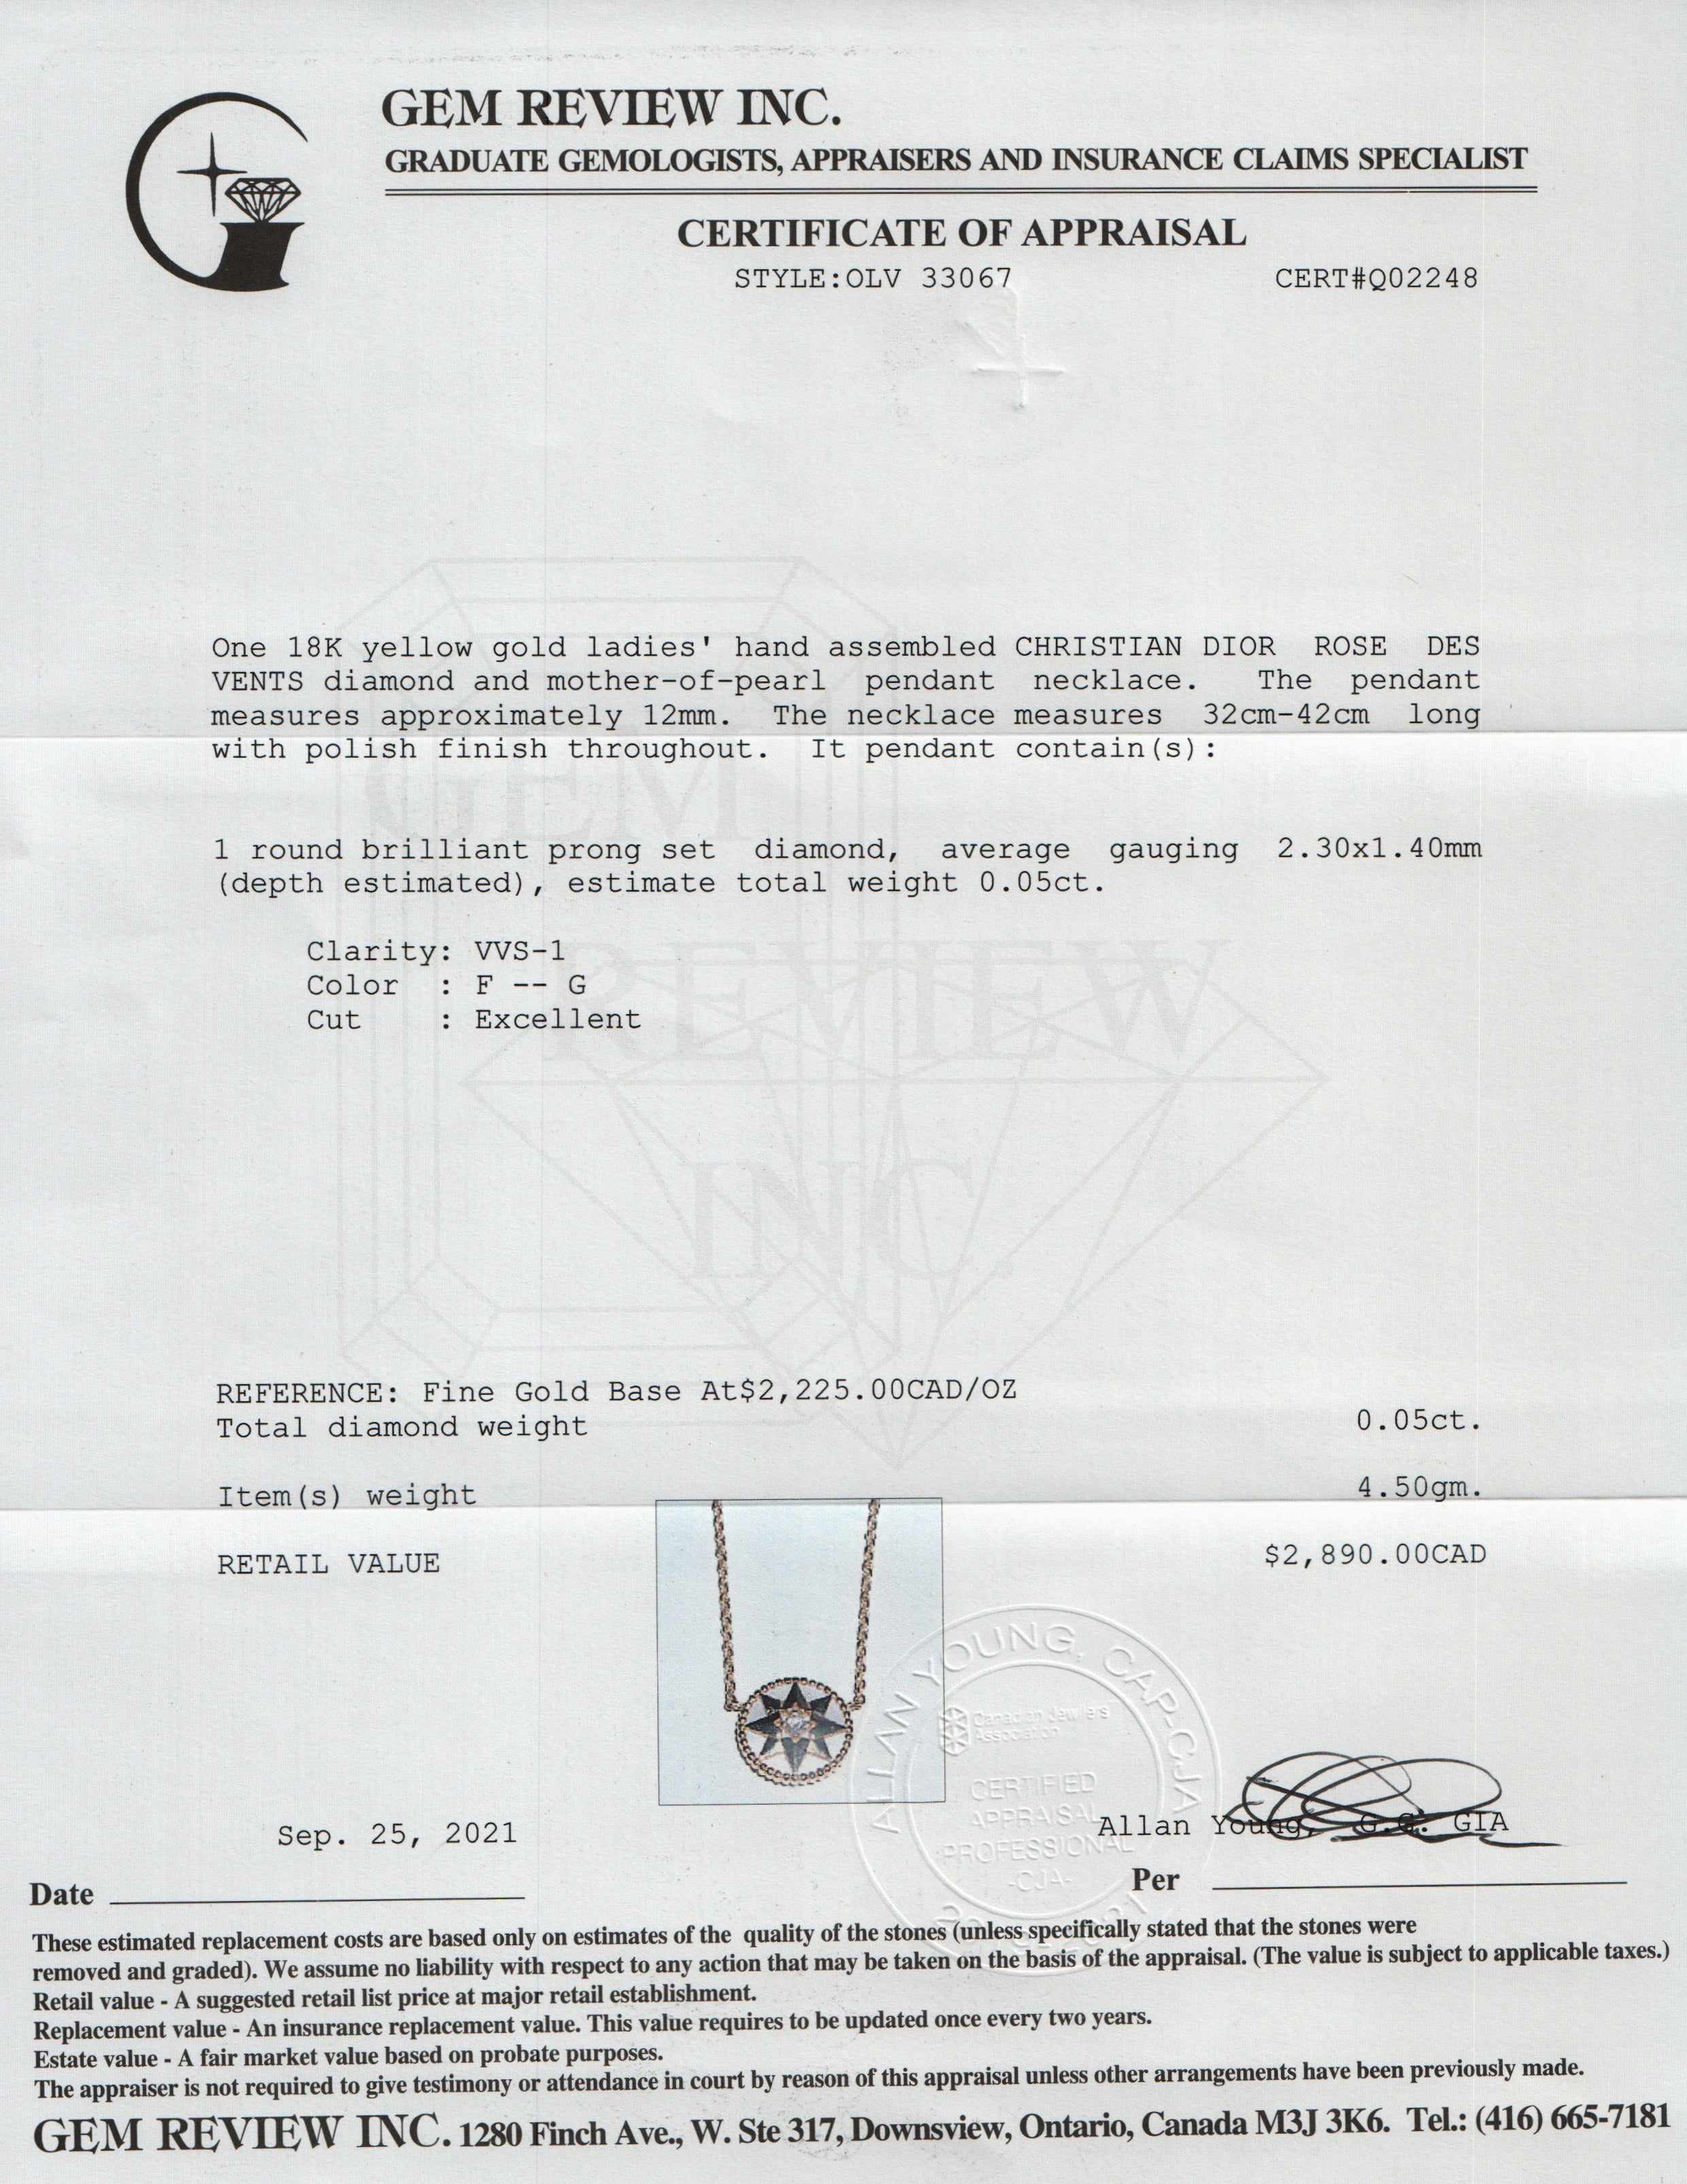 GEM REVIEW INC.
GRADUATE GEMOLOGISTS, APPRAISERS AND INSURANCE CLAIMS SPECIALIST
CERTIFICATE OF APPRAISAL
STYLE:OLV 33067 CERT#Q02248
One 18K yellow gold ladies' hand assembled CHRISTIAN DIOR ROSE DES
VENTS diamond and mother-of-pearl pendant necklace. The pendant
measures approximately 12mm. The necklace measures 32cm-42cm long
with polish finish throughout. It pendant contain(s):
GEM
1 round brilliant prong set diamond, average gauging 2.30x1.40mm
(depth estimated), estimate total weight 0.05ct.
Clarity: VVS-1
Color : F -- G
Cut : Excellent
REVIEW
INC.
REFERENCE: Fine Gold Base At$2,225.00CAD/OZ
Total diamond weight 0.05ct.
Item(s) weight 4.50gm.
RETAIL VALUE $2,890.00CAD
ALLAN YOUNG, CAP-CJA
Canadian Jewellers
Association
CERTIFIED
APPRAISAL
PROFESSIONAL
-CJA-
Sep. 25, 2021
Allan Young, G.G. GIA
Date
Per
These estimated replacement costs are based only on estimates of the quality of the stones (unless specifically stated that the stones were
removed and graded). We assume no liability with respect to any action that may be taken on the basis of the appraisal. (The value is subject to applicable taxes.)
Retail value - A suggested retail list price at major retail establishment.
Replacement value - An insurance replacement value. This value requires to be updated once every two years.
Estate value - A fair market value based on probate purposes.
The appraiser is not required to give testimony or attendance in court by reason of this appraisal unless other arrangements have been previously made.
GEM REVIEW INC. 1280 Finch Ave., W. Ste 317, Downsview, Ontario, Canada M3J 3K6. Tel.: (416) 665-7181